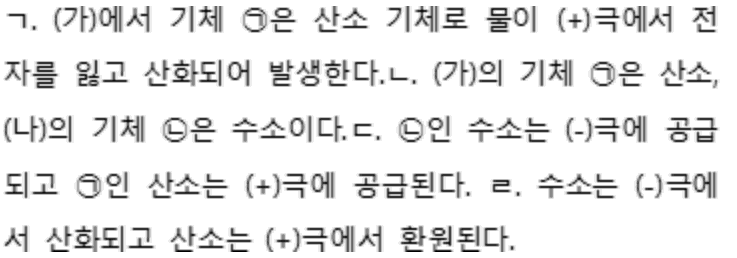 ㄱ. (가)에서 기체 ㉠은 산소 기체로 물이 (+)극에서 전
자를 잃고 산화되어 발생한다.ㄴ. (가)의 기체 ㉠은 산소,
(나)의 기체 ㉡은 수소이다.ㄷ. ㉡인 수소는 (-)극에 공급
되고 ㉠인 산소는 (+)극에 공급된다. ㄹ. 수소는 (-)극에
서 산화되고 산소는 (+)극에서 환원된다.